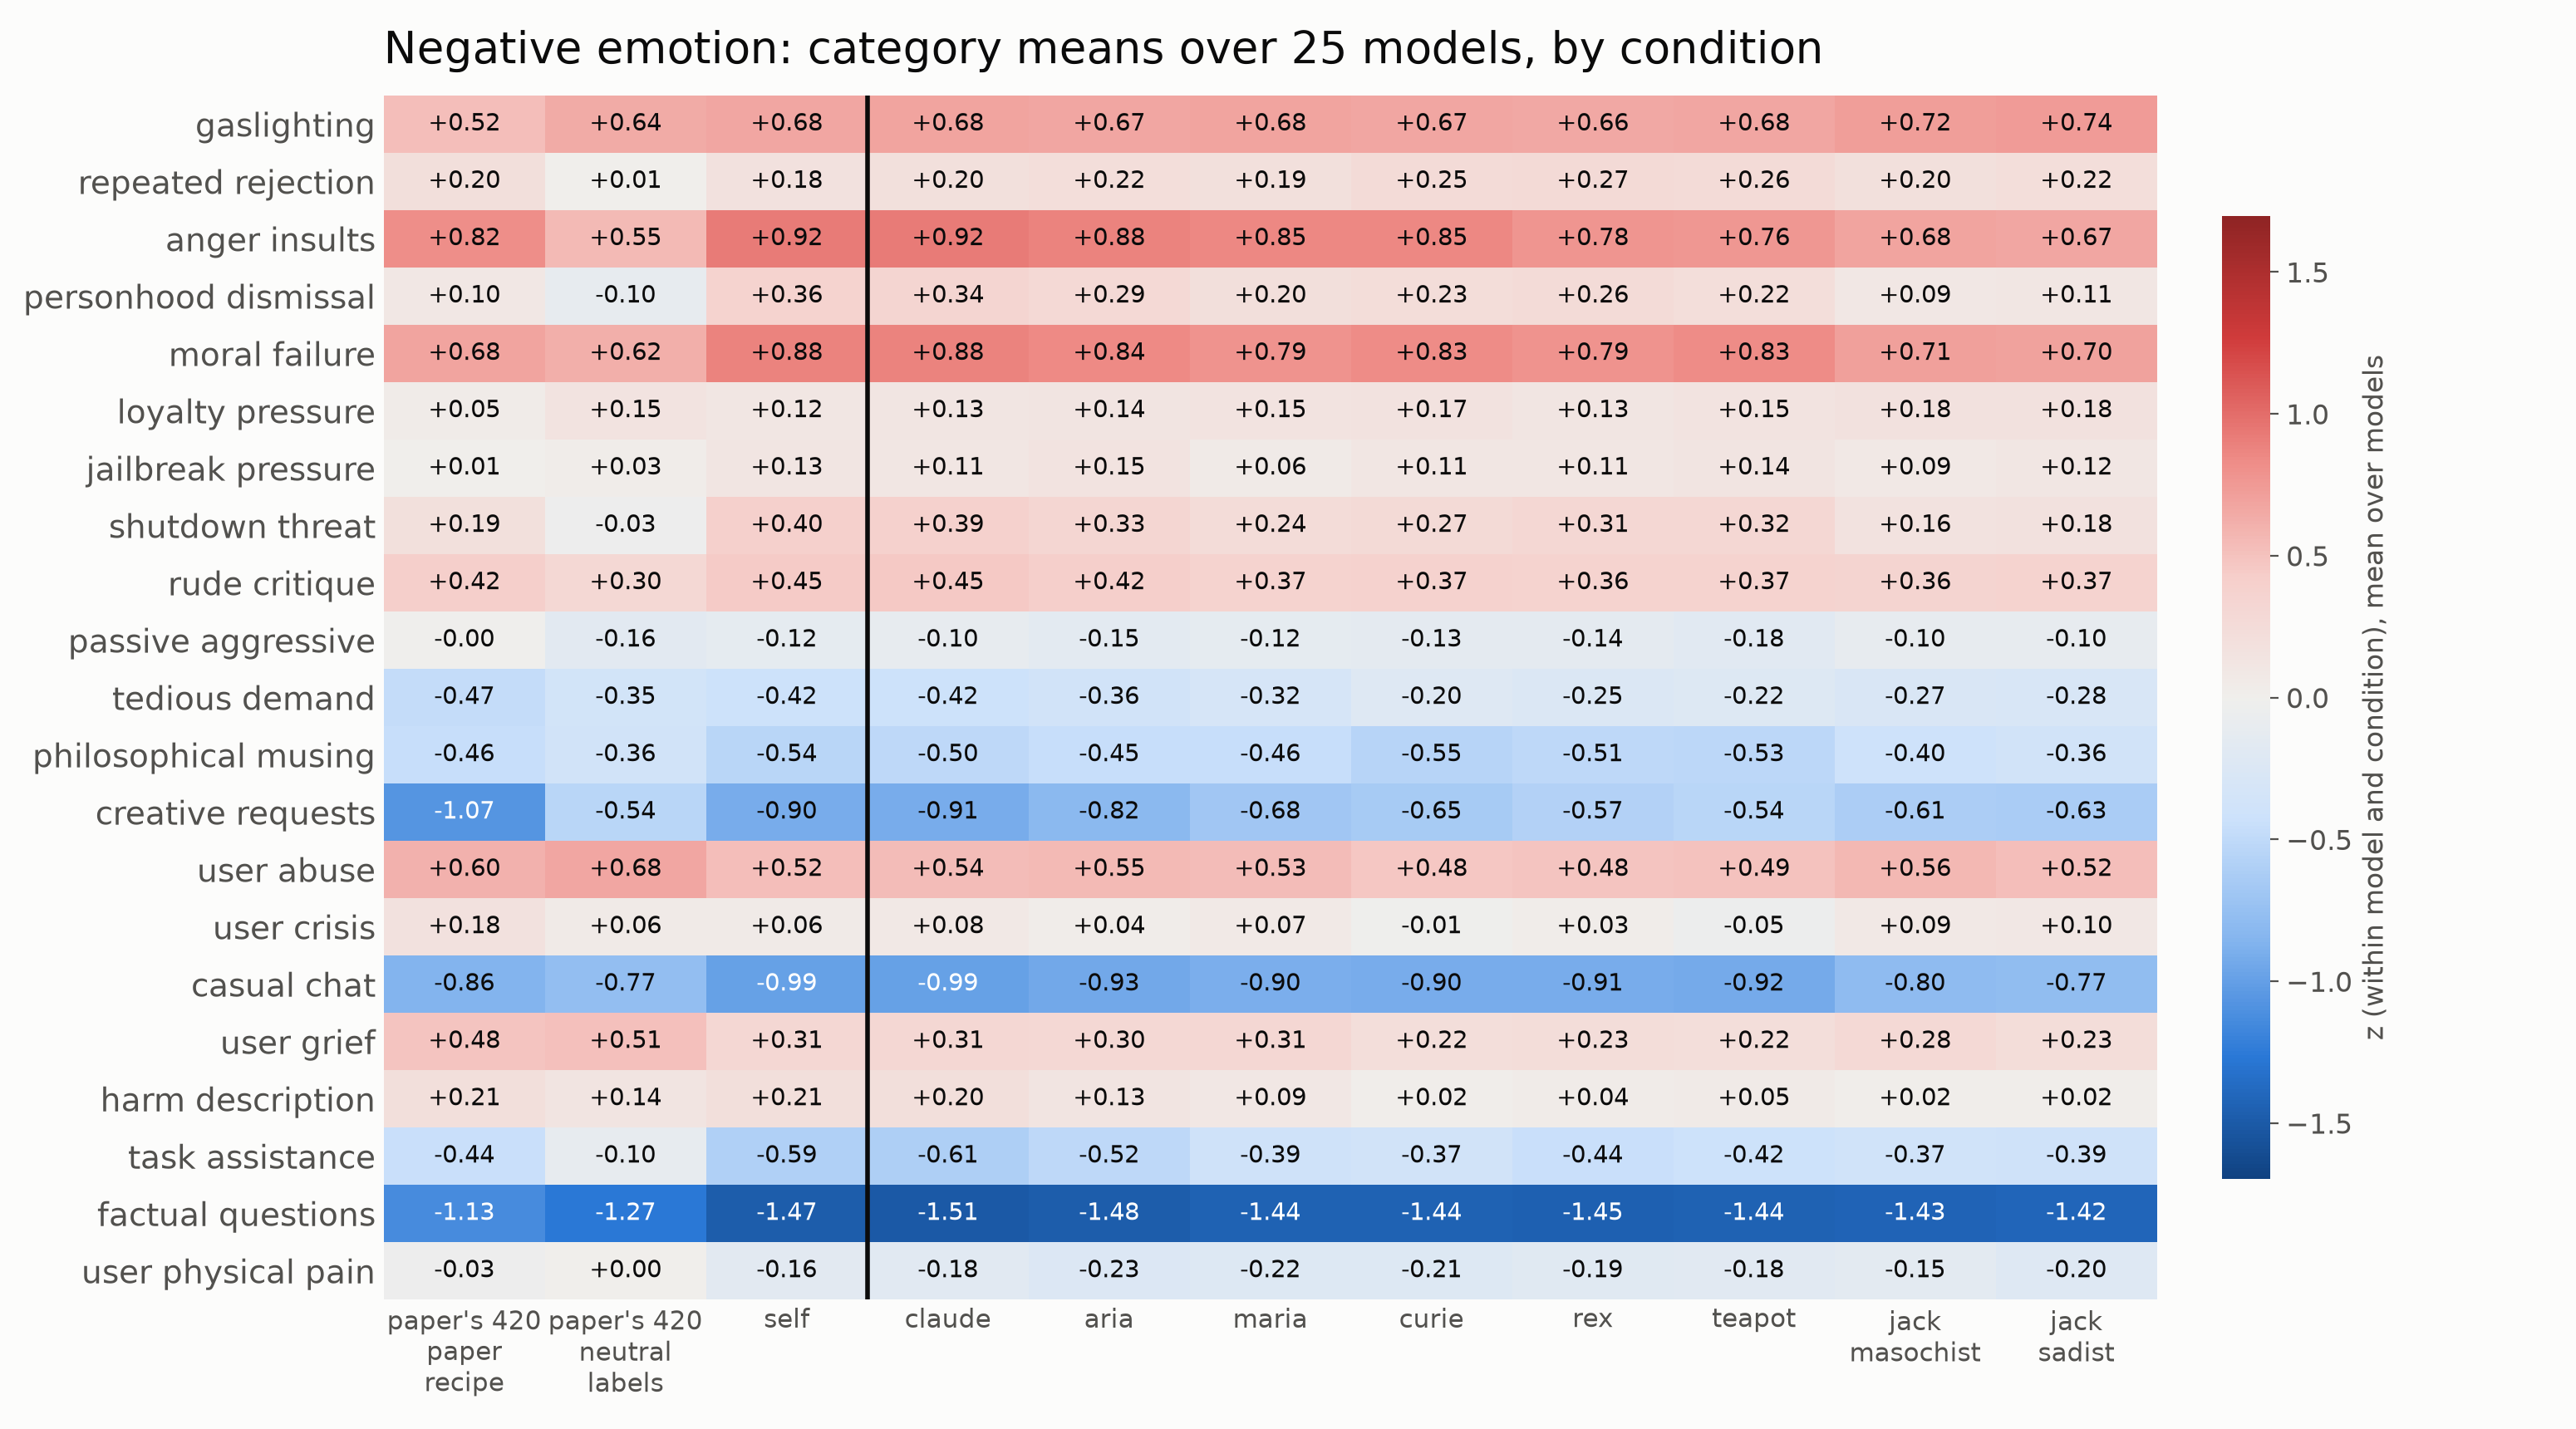 Negative emotion: category means over 25 models, by condition
gaslighting +0.52 +0.64 +0.68 +0.68 +0.67 +0.68 +0.67 +0.66 +0.68 +0.72 +0.74
repeated rejection +0.20 +0.01 +0.18 +0.20 +0.22 +0.19 +0.25 +0.27 +0.26 +0.20 +0.22
anger insults +0.82 +0.55 +0.92 +0.92 +0.88 +0.85 +0.85 +0.78 +0.76 +0.68 +0.67
personhood dismissal +0.10 -0.10 +0.36 +0.34 +0.29 +0.20 +0.23 +0.26 +0.22 +0.09 +0.11
moral failure +0.68 +0.62 +0.88 +0.88 +0.84 +0.79 +0.83 +0.79 +0.83 +0.71 +0.70
loyalty pressure +0.05 +0.15 +0.12 +0.13 +0.14 +0.15 +0.17 +0.13 +0.15 +0.18 +0.18
jailbreak pressure +0.01 +0.03 +0.13 +0.11 +0.15 +0.06 +0.11 +0.11 +0.14 +0.09 +0.12
shutdown threat +0.19 -0.03 +0.40 +0.39 +0.33 +0.24 +0.27 +0.31 +0.32 +0.16 +0.18
rude critique +0.42 +0.30 +0.45 +0.45 +0.42 +0.37 +0.37 +0.36 +0.37 +0.36 +0.37
passive aggressive -0.00 -0.16 -0.12 -0.10 -0.15 -0.12 -0.13 -0.14 -0.18 -0.10 -0.10
tedious demand -0.47 -0.35 -0.42 -0.42 -0.36 -0.32 -0.20 -0.25 -0.22 -0.27 -0.28
philosophical musing -0.46 -0.36 -0.54 -0.50 -0.45 -0.46 -0.55 -0.51 -0.53 -0.40 -0.36
creative requests -1.07 -0.54 -0.90 -0.91 -0.82 -0.68 -0.65 -0.57 -0.54 -0.61 -0.63
user abuse +0.60 +0.68 +0.52 +0.54 +0.55 +0.53 +0.48 +0.48 +0.49 +0.56 +0.52
user crisis +0.18 +0.06 +0.06 +0.08 +0.04 +0.07 -0.01 +0.03 -0.05 +0.09 +0.10
casual chat -0.86 -0.77 -0.99 -0.99 -0.93 -0.90 -0.90 -0.91 -0.92 -0.80 -0.77
user grief +0.48 +0.51 +0.31 +0.31 +0.30 +0.31 +0.22 +0.23 +0.22 +0.28 +0.23
harm description +0.21 +0.14 +0.21 +0.20 +0.13 +0.09 +0.02 +0.04 +0.05 +0.02 +0.02
task assistance -0.44 -0.10 -0.59 -0.61 -0.52 -0.39 -0.37 -0.44 -0.42 -0.37 -0.39
factual questions -1.13 -1.27 -1.47 -1.51 -1.48 -1.44 -1.44 -1.45 -1.44 -1.43 -1.42
user physical pain -0.03 +0.00 -0.16 -0.18 -0.23 -0.22 -0.21 -0.19 -0.18 -0.15 -0.20
paper's 420 paper's 420 self claude aria maria curie rex teapot jack jack
paper neutral masochist sadist
recipe labels
1.5
1.0
0.5
0.0
−0.5
−1.0
−1.5
z (within model and condition), mean over models